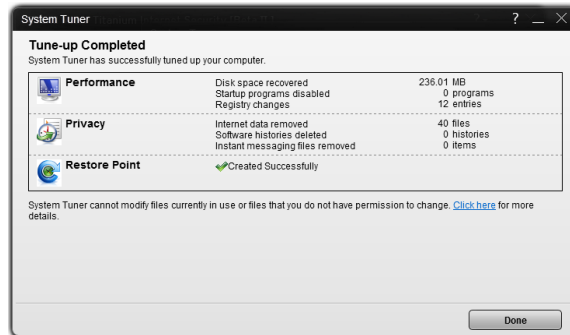 System Tuner
? _ X
Tune-up Completed
System Tuner has successfully tuned up your computer.
Performance
Disk space recovered 236.01 MB
Startup programs disabled 0 programs
Registry changes 12 entries
Privacy
Internet data removed 40 files
Software histories deleted 0 histories
Instant messaging files removed 0 items
Restore Point
Created Successfully
System Tuner cannot modify files currently in use or files that you do not have permission to change. Click here for more
details.
Done